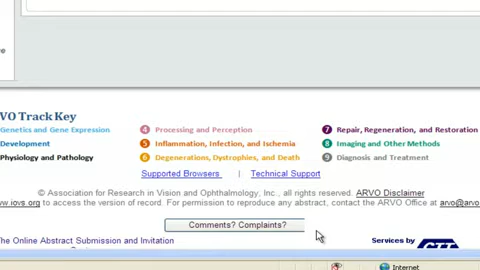 VO Track Key
Genetics and Gene Expression
4 Processing and Perception
7 Repair, Regeneration, and Restoration
Development
5 Inflammation, Infection, and Ischemia
8 Imaging and Other Methods
Physiology and Pathology
6 Degenerations, Dystrophies, and Death
9 Diagnosis and Treatment
Supported Browsers | Technical Support
© Association for Research in Vision and Ophthalmology, Inc., all rights reserved. ARVO Disclaimer
ww.iovs.org to access the version of record. For permission to reproduce any abstract, contact the ARVO Office at arvo@arvo
Comments? Complaints?
The Online Abstract Submission and Invitation
Services by
Internet